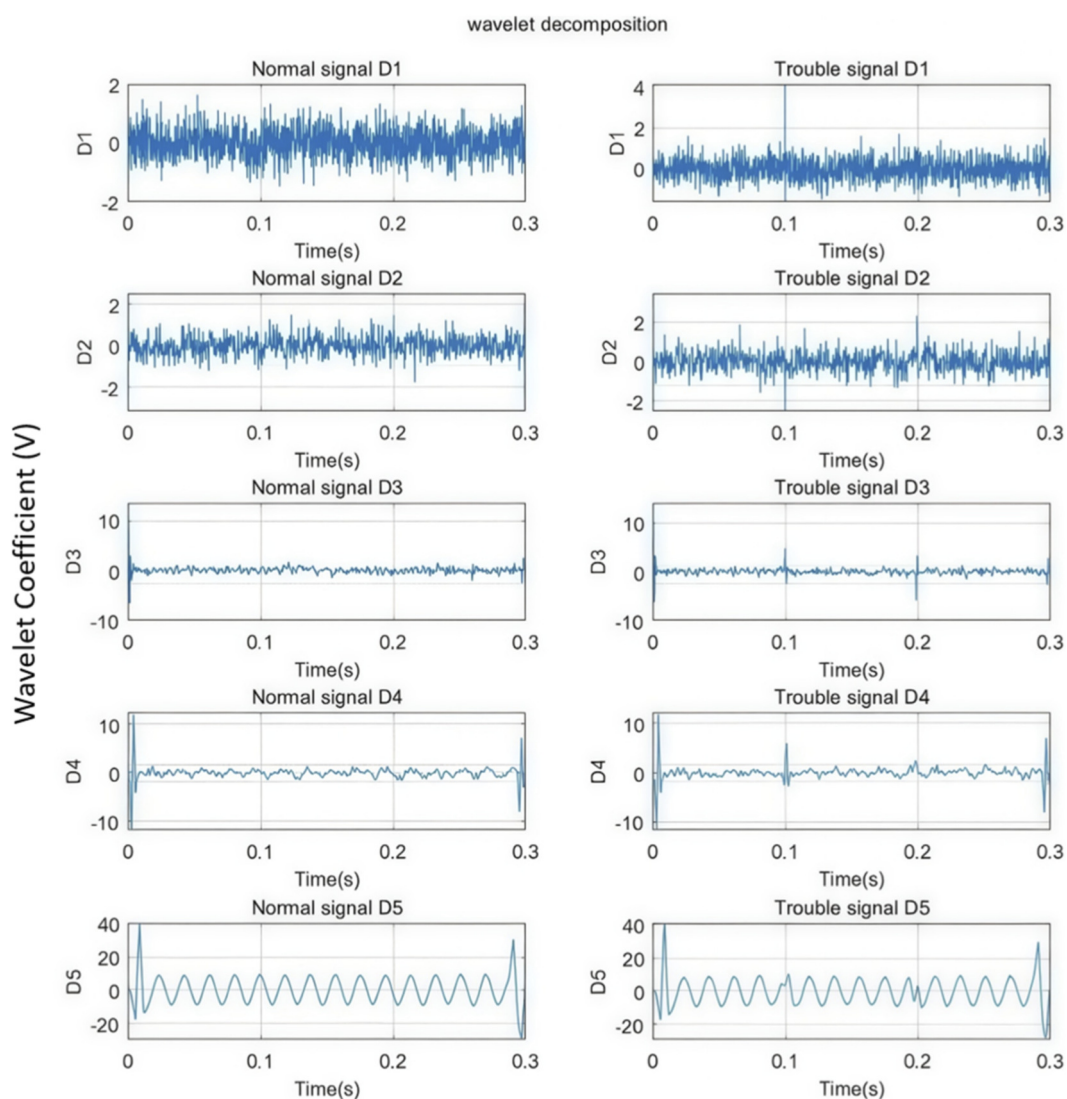 wavelet decomposition
Normal signal D1
2
0
-2
D1
0 0.1 0.2 0.3
Time(s)
Trouble signal D1
4
2
0
D1
0 0.1 0.2 0.3
Time(s)
Normal signal D2
2
0
-2
D2
0 0.1 0.2 0.3
Time(s)
Trouble signal D2
2
0
-2
D2
0 0.1 0.2 0.3
Time(s)
Wavelet Coefficient (V)
Normal signal D3
10
0
-10
D3
0 0.1 0.2 0.3
Time(s)
Trouble signal D3
10
0
-10
D3
0 0.1 0.2 0.3
Time(s)
Normal signal D4
10
0
-10
D4
0 0.1 0.2 0.3
Time(s)
Trouble signal D4
10
0
-10
D4
0 0.1 0.2 0.3
Time(s)
Normal signal D5
40
20
0
-20
D5
0 0.1 0.2 0.3
Time(s)
Trouble signal D5
40
20
0
-20
D5
0 0.1 0.2 0.3
Time(s)